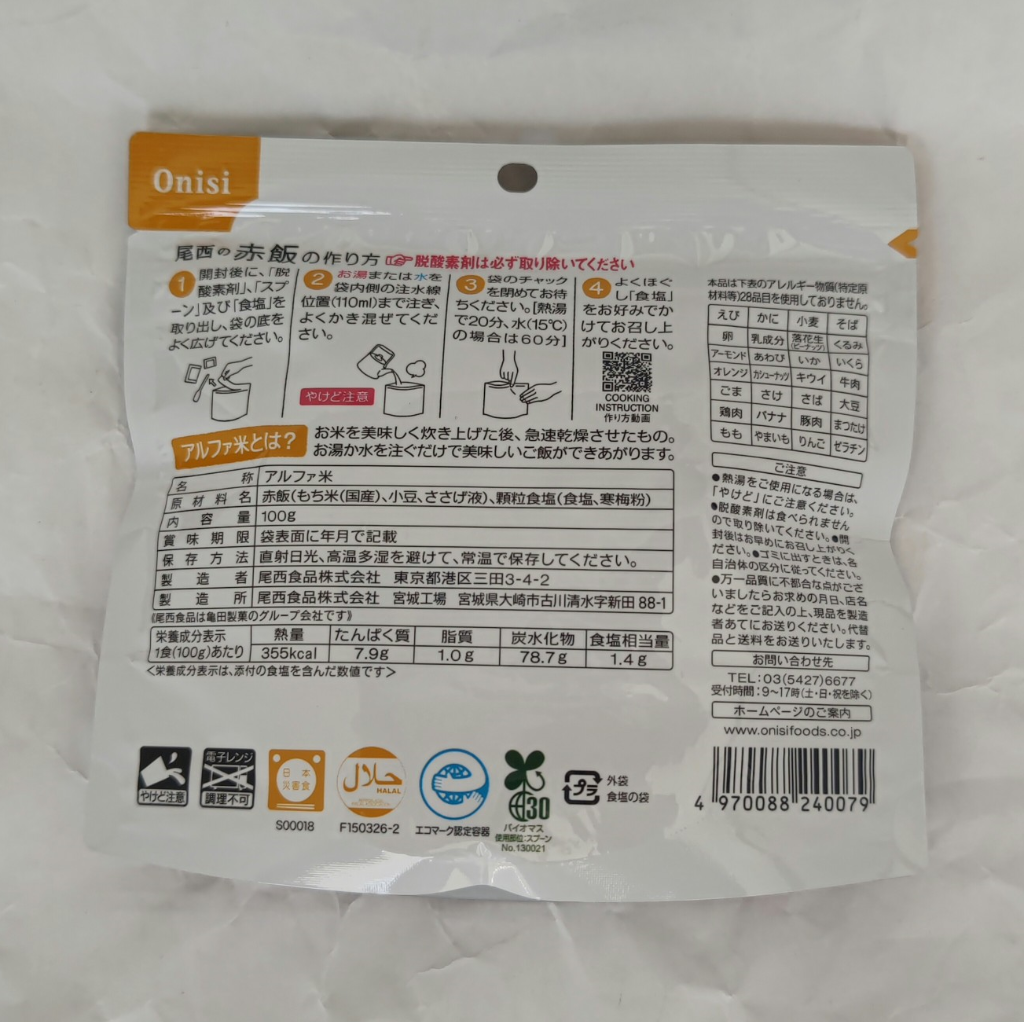 Onisi
尾西の赤飯の作り方 脱酸素剤は必ず取り除いてください
1 開封後に、「脱
酸素剤」、「スプ
ーン」及び「食塩」を
取り出し、袋の底を
よく広げてください。
2 お湯または水を
袋内側の注水線
位置(110ml)まで注ぎ、
よくかき混ぜてくだ
さい。
やけど注意
3 袋のチャック
を閉めてお待
ちください。[熱湯
で20分、水(15℃)
の場合は60分]
4 よくほぐ
し「食塩」
をお好みでか
けてお召し上
がりください。
COOKING
INSTRUCTION
作り方動画
アルファ米とは?
お米を美味しく炊き上げた後、急速乾燥させたもの。
お湯か水を注ぐだけで美味しいご飯ができあがります。
名称 アルファ米
原材料名 赤飯(もち米(国産)、小豆、ささげ液)、顆粒食塩(食塩、寒梅粉)
内容量 100g
賞味期限 袋表面に年月で記載
保存方法 直射日光、高温多湿を避けて、常温で保存してください。
製造者 尾西食品株式会社 東京都港区三田3-4-2
製造所 尾西食品株式会社 宮城工場 宮城県大崎市古川清水字新田88-1
《尾西食品は亀田製菓のグループ会社です》
栄養成分表示 熱量 たんぱく質 脂質 炭水化物 食塩相当量
1食(100g)あたり 355kcal 7.9g 1.0g 78.7g 1.4g
<栄養成分表示は、添付の食塩を含んだ数値です>
やけど注意
電子レンジ
調理不可
日本
災害食
S00018
حلال
HALAL
F150326-2
エコマーク認定容器
30
バイオマス
使用部位:スプーン
No.130021
プラ
外袋
食塩の袋
本品は下表のアレルギー物質(特定原
材料等)28品目を使用しておりません。
えび かに 小麦 そば
卵 乳成分 落花生(ピーナッツ) くるみ
アーモンド あわび いか いくら
オレンジ カシューナッツ キウイ 牛肉
ごま さけ さば 大豆
鶏肉 バナナ 豚肉 まつたけ
もも やまいも りんご ゼラチン
ご注意
●熱湯をご使用になる場合は、
「やけど」にご注意ください。
●脱酸素剤は食べられません
ので取り除いてください。●開
封後はお早めにお召し上がりく
ださい。●ゴミに出すときは、各
自治体の区分に従ってください。
●万一品質に不都合な点がござ
いましたらお求めの月日、店名
などをご記入の上、現品を製造
者あてにお送りください。代替
品と送料をお送りいたします。
お問い合わせ先
TEL:03(5427)6677
受付時間:9~17時(土・日・祝を除く)
ホームページのご案内
www.onisifoods.co.jp
4 970088 240079